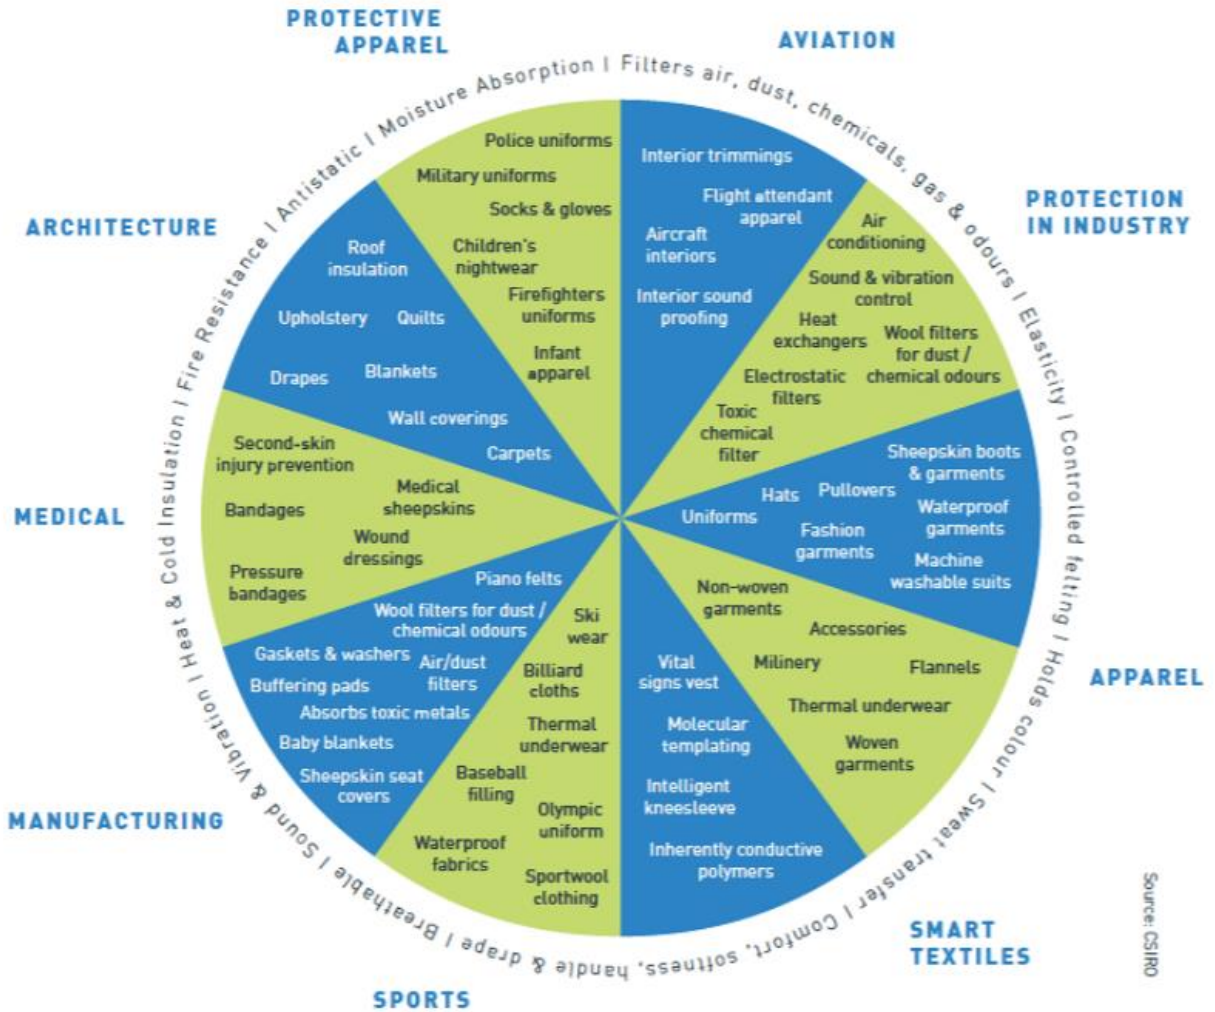 PROTECTIVE
APPAREL
AVIATION
PROTECTION
IN INDUSTRY
ARCHITECTURE
MEDICAL
APPAREL
MANUFACTURING
SMART
TEXTILES
SPORTS
Filters air, dust, chemicals, gas & odours | Elasticity | Controlled felting | Holds colour | Sweat transfer | Comfort, softness, handle & drape | Breathable | Sound & Vibration | Heat & Cold Insulation | Fire Resistance | Antistatic | Moisture Absorption |
Police uniforms
Military uniforms
Socks & gloves
Children's
nightwear
Firefighters
uniforms
Infant
apparel
Interior trimmings
Flight attendant
apparel
Aircraft
interiors
Interior sound
proofing
Air
conditioning
Sound & vibration
control
Heat
exchangers
Wool filters
for dust /
chemical odours
Electrostatic
filters
Toxic
chemical
filter
Sheepskin boots
& garments
Hats
Pullovers
Uniforms
Waterproof
garments
Fashion
garments
Machine
washable suits
Non-woven
garments
Accessories
Milinery
Flannels
Thermal underwear
Woven
garments
Vital
signs vest
Molecular
templating
Intelligent
kneesleeve
Inherently conductive
polymers
Ski
wear
Billiard
cloths
Thermal
underwear
Baseball
filling
Olympic
uniform
Waterproof
fabrics
Sportwool
clothing
Piano felts
Wool filters for dust /
chemical odours
Gaskets & washers
Air/dust
filters
Buffering pads
Absorbs toxic metals
Baby blankets
Sheepskin seat
covers
Second-skin
injury prevention
Medical
sheepskins
Bandages
Wound
dressings
Pressure
bandages
Roof
insulation
Upholstery
Quilts
Drapes
Blankets
Wall coverings
Carpets
Source: CSIRO